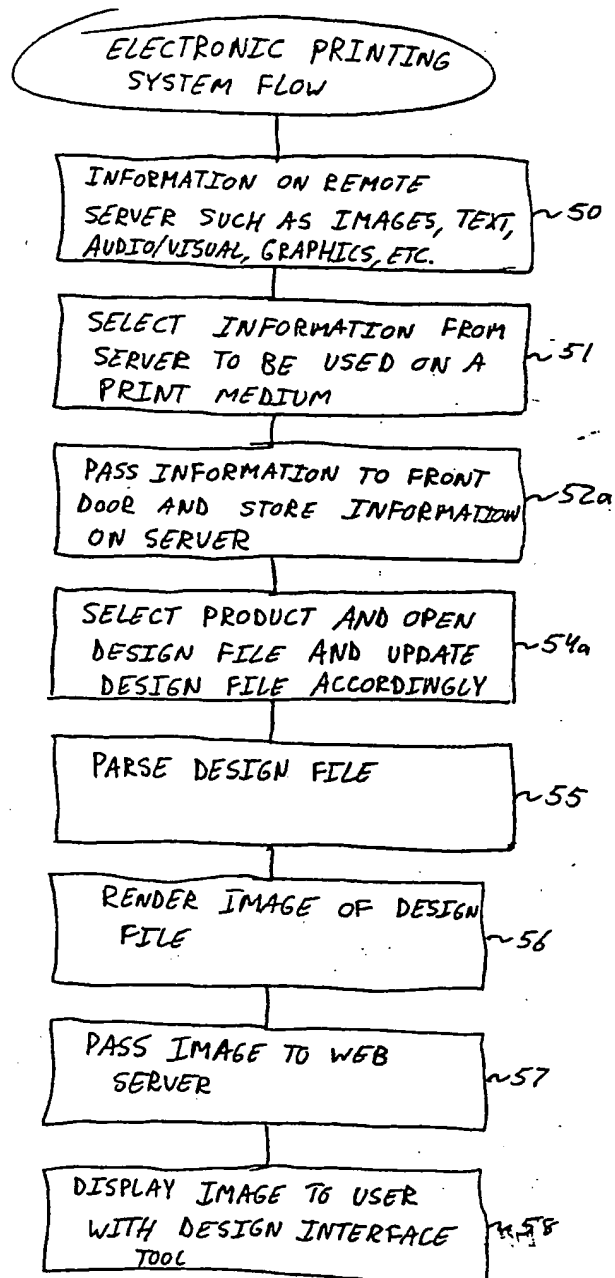 ELECTRONIC PRINTING
SYSTEM FLOW
INFORMATION ON REMOTE
SERVER SUCH AS IMAGES, TEXT,
AUDIO/VISUAL, GRAPHICS, ETC.
50
SELECT INFORMATION FROM
SERVER TO BE USED ON A
PRINT MEDIUM
51
PASS INFORMATION TO FRONT
DOOR AND STORE INFORMATION
ON SERVER
52a
SELECT PRODUCT AND OPEN
DESIGN FILE AND UPDATE
DESIGN FILE ACCORDINGLY
54a
PARSE DESIGN FILE
55
RENDER IMAGE OF DESIGN
FILE
56
PASS IMAGE TO WEB
SERVER
57
DISPLAY IMAGE TO USER
WITH DESIGN INTERFACE
TOOL
58